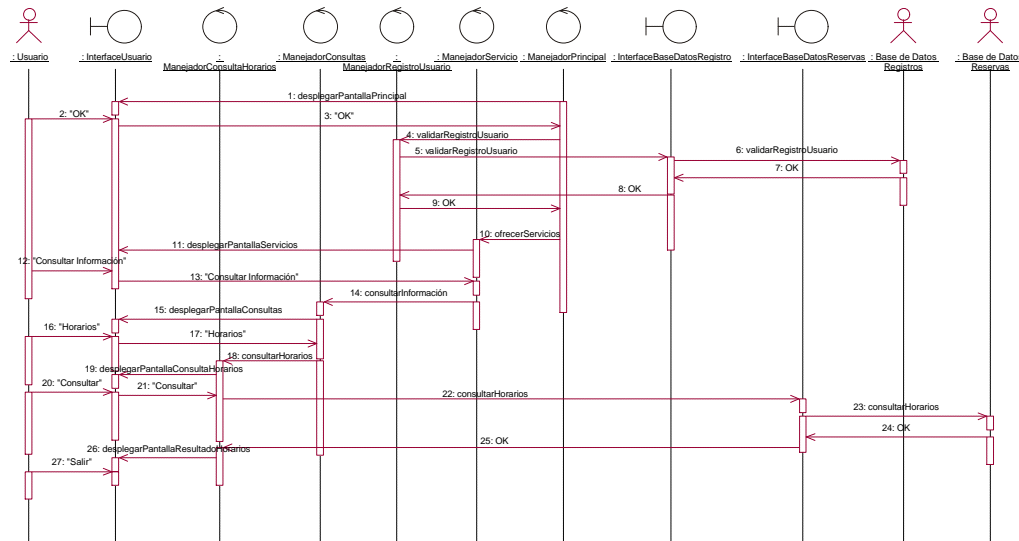 : Usuario
: InterfaceUsuario
:
ManejadorConsultaHorarios
: ManejadorConsultas
:
ManejadorRegistroUsuario
: ManejadorServicio
: ManejadorPrincipal
: InterfaceBaseDatosRegistro
: InterfaceBaseDatosReservas
: Base de Datos
Registros
: Base de Datos
Reservas
1: desplegarPantallaPrincipal
2: "OK"
3: "OK"
4: validarRegistroUsuario
5: validarRegistroUsuario
6: validarRegistroUsuario
7: OK
8: OK
9: OK
10: ofrecerServicios
11: desplegarPantallaServicios
12: "Consultar Información"
13: "Consultar Información"
14: consultarInformación
15: desplegarPantallaConsultas
16: "Horarios"
17: "Horarios"
18: consultarHorarios
19: desplegarPantallaConsultaHorarios
20: "Consultar"
21: "Consultar"
22: consultarHorarios
23: consultarHorarios
24: OK
25: OK
26: desplegarPantallaResultadoHorarios
27: "Salir"